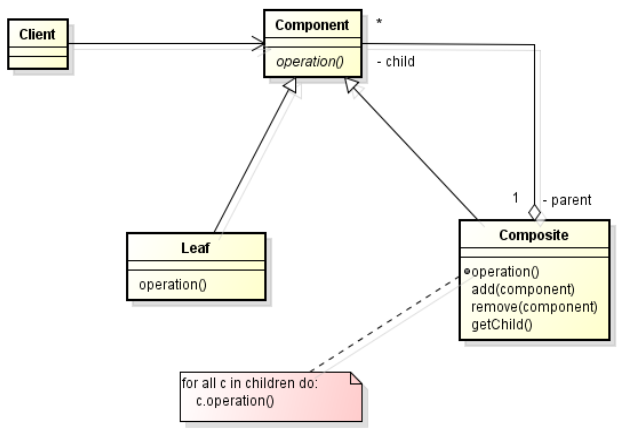 Client
Component
operation()
*
- child
1
- parent
Leaf
operation()
Composite
operation()
add(component)
remove(component)
getChild()
for all c in children do:
c.operation()